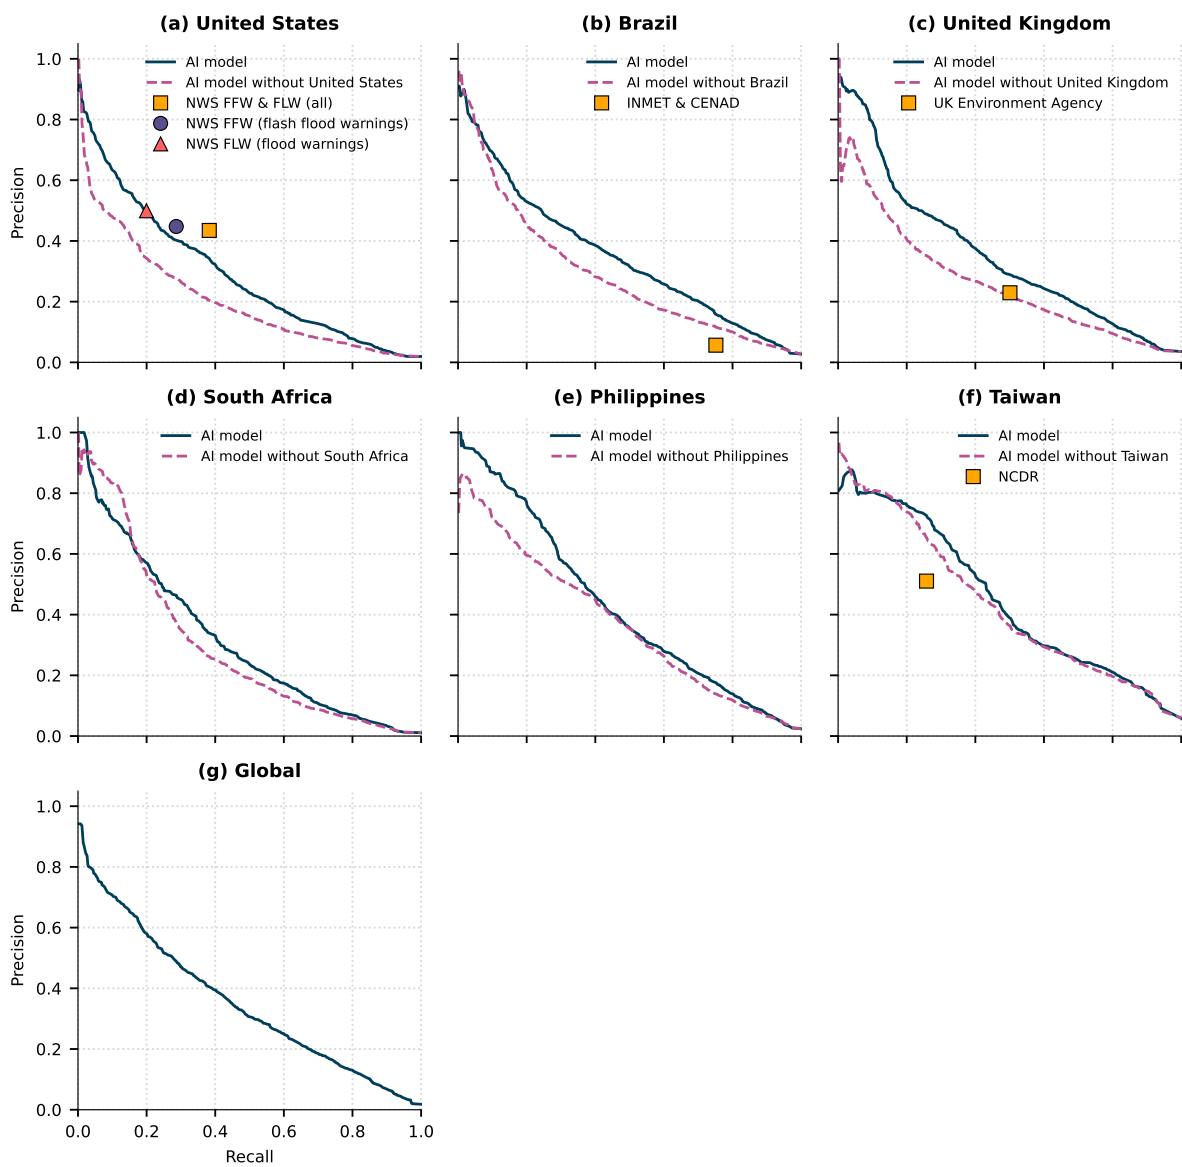 (a) United States
AI model
AI model without United States
NWS FFW & FLW (all)
NWS FFW (flash flood warnings)
NWS FLW (flood warnings)
Precision
1.0
0.8
0.6
0.4
0.2
0.0
(b) Brazil
AI model
AI model without Brazil
INMET & CENAD
(c) United Kingdom
AI model
AI model without United Kingdom
UK Environment Agency
(d) South Africa
AI model
AI model without South Africa
Precision
1.0
0.8
0.6
0.4
0.2
0.0
(e) Philippines
AI model
AI model without Philippines
(f) Taiwan
AI model
AI model without Taiwan
NCDR
(g) Global
Precision
1.0
0.8
0.6
0.4
0.2
0.0
0.0 0.2 0.4 0.6 0.8 1.0
Recall